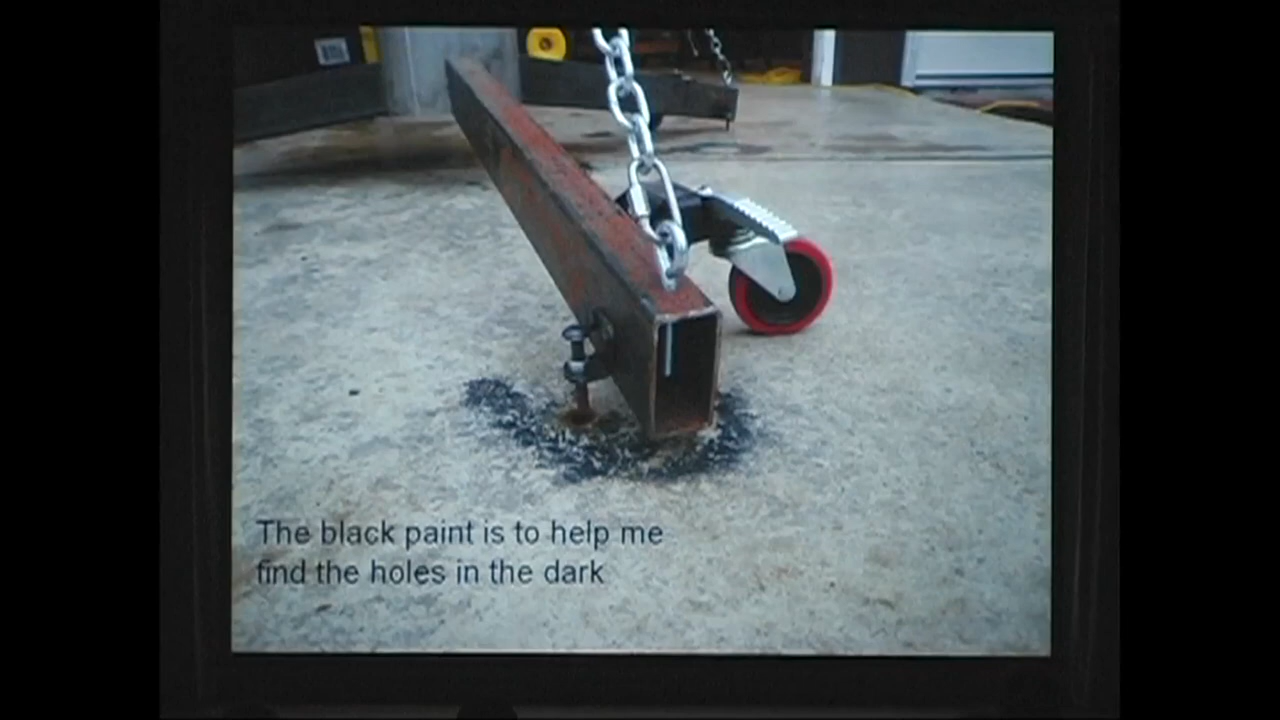 The black paint is to help me
find the holes in the dark